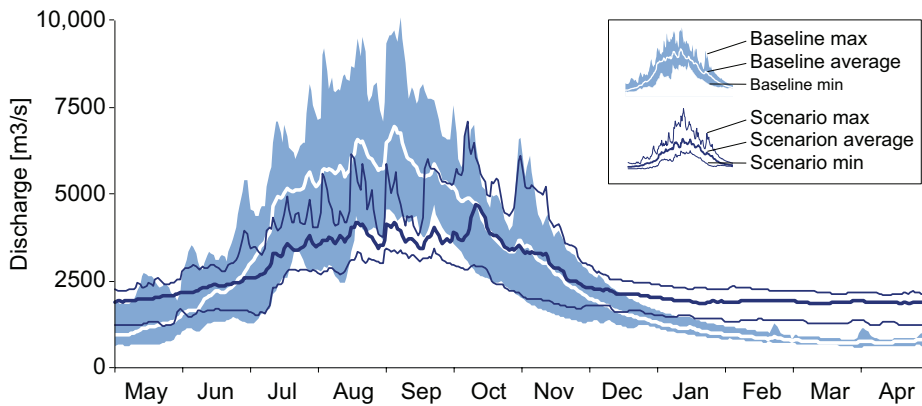 10,000
7500
5000
2500
0
Discharge [m3/s]
May Jun Jul Aug Sep Oct Nov Dec Jan Feb Mar Apr
Baseline max
Baseline average
Baseline min
Scenario max
Scenarion average
Scenario min